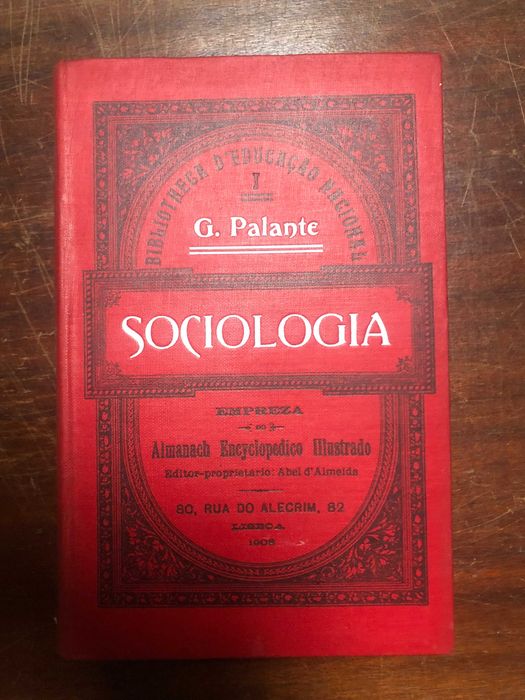 BIBLIOTHECA D'EDUCAÇÃO NACIONAL
I
G. Palante
SOCIOLOGIA
EMPREZA
DO
Almanach Encyclopedico Illustrado
Editor-proprietario: Abel d'Almeida
80, RUA DO ALECRIM, 82
LISBOA
1908